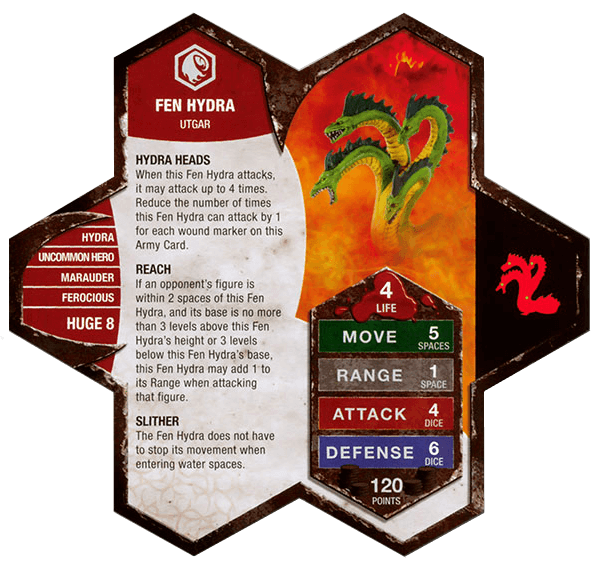 FEN HYDRA
UTGAR
HYDRA HEADS
When this Fen Hydra attacks,
it may attack up to 4 times.
Reduce the number of times
this Fen Hydra can attack by 1
for each wound marker on this
Army Card.
REACH
If an opponent's figure is
within 2 spaces of this Fen
Hydra, and its base is no more
than 3 levels above this Fen
Hydra's height or 3 levels
below this Fen Hydra's base,
this Fen Hydra may add 1 to
its Range when attacking
that figure.
SLITHER
The Fen Hydra does not have
to stop its movement when
entering water spaces.
HYDRA
UNCOMMON HERO
MARAUDER
FEROCIOUS
HUGE 8
4
LIFE
MOVE 5
SPACES
RANGE 1
SPACE
ATTACK 4
DICE
DEFENSE 6
DICE
120
POINTS